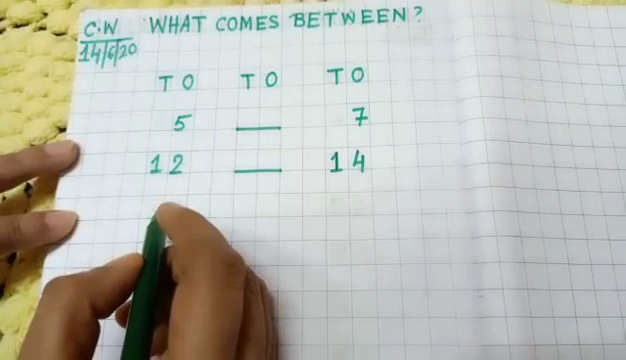 C.W WHAT COMES BETWEEN?
14/6/20
T O T O T O
5 ___ 7
12 ___ 14